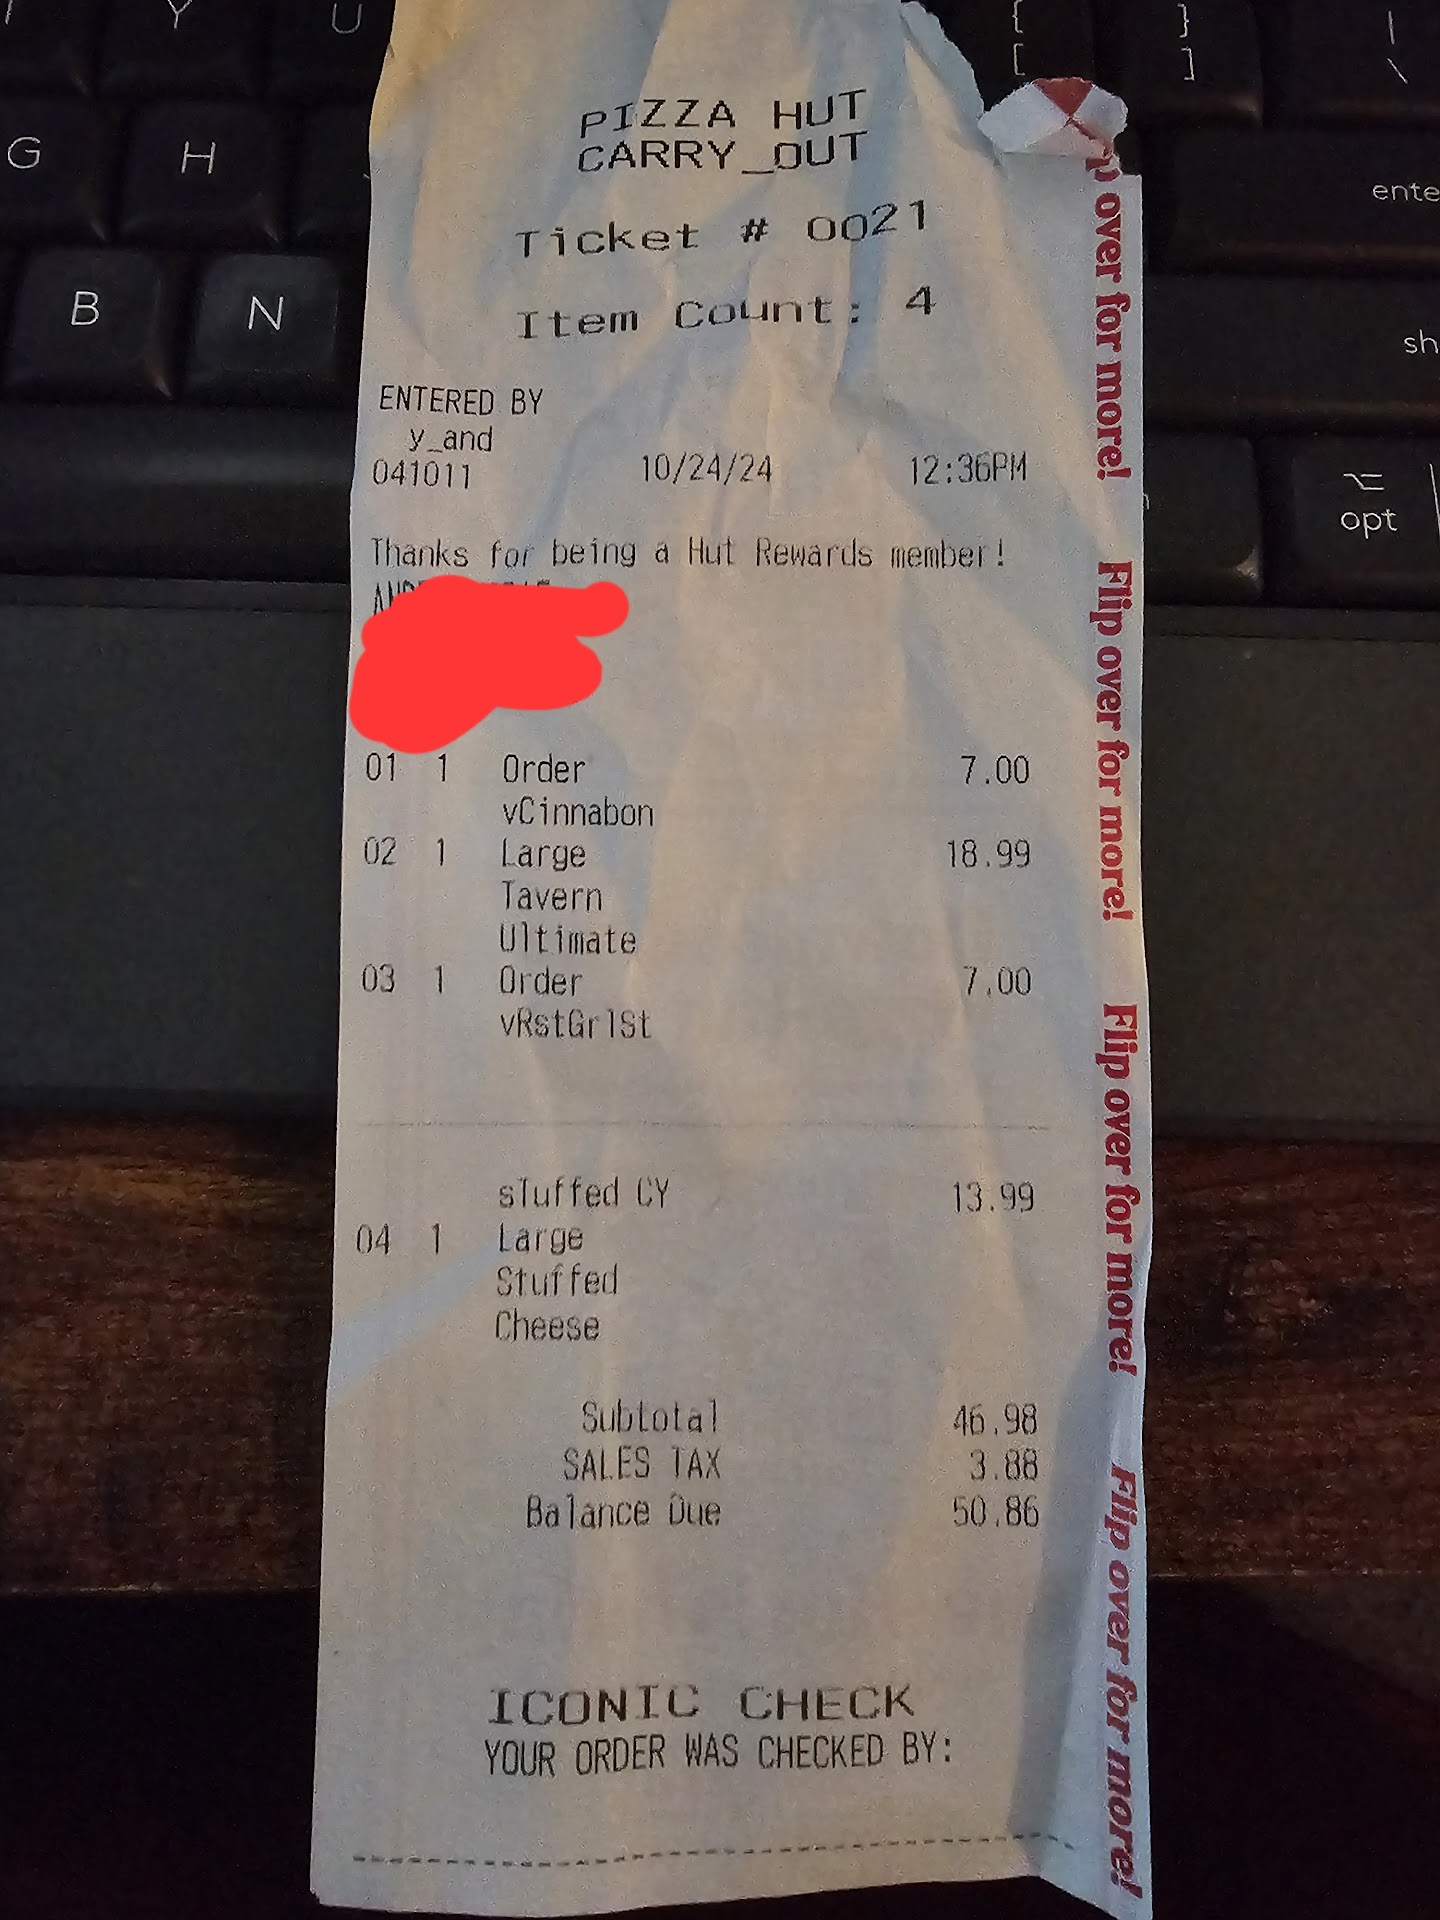 T Y U { }
[ ] | \
G H
enter
B N
sh
opt
PIZZA HUT
CARRY_OUT
Ticket # 0021
Item Count: 4
ENTERED BY
y_and
041011 10/24/24 12:36PM
Thanks for being a Hut Rewards member!
01 1 Order 7.00
vCinnabon
02 1 Large 18.99
Tavern
Ultimate
03 1 Order 7.00
vRstGrlSt
stuffed CY 13.99
04 1 Large
Stuffed
Cheese
Subtotal 46.98
SALES TAX 3.88
Balance Due 50.86
ICONIC CHECK
YOUR ORDER WAS CHECKED BY:
p over for more!
Flip over for more!
Flip over for more!
Flip over for more!